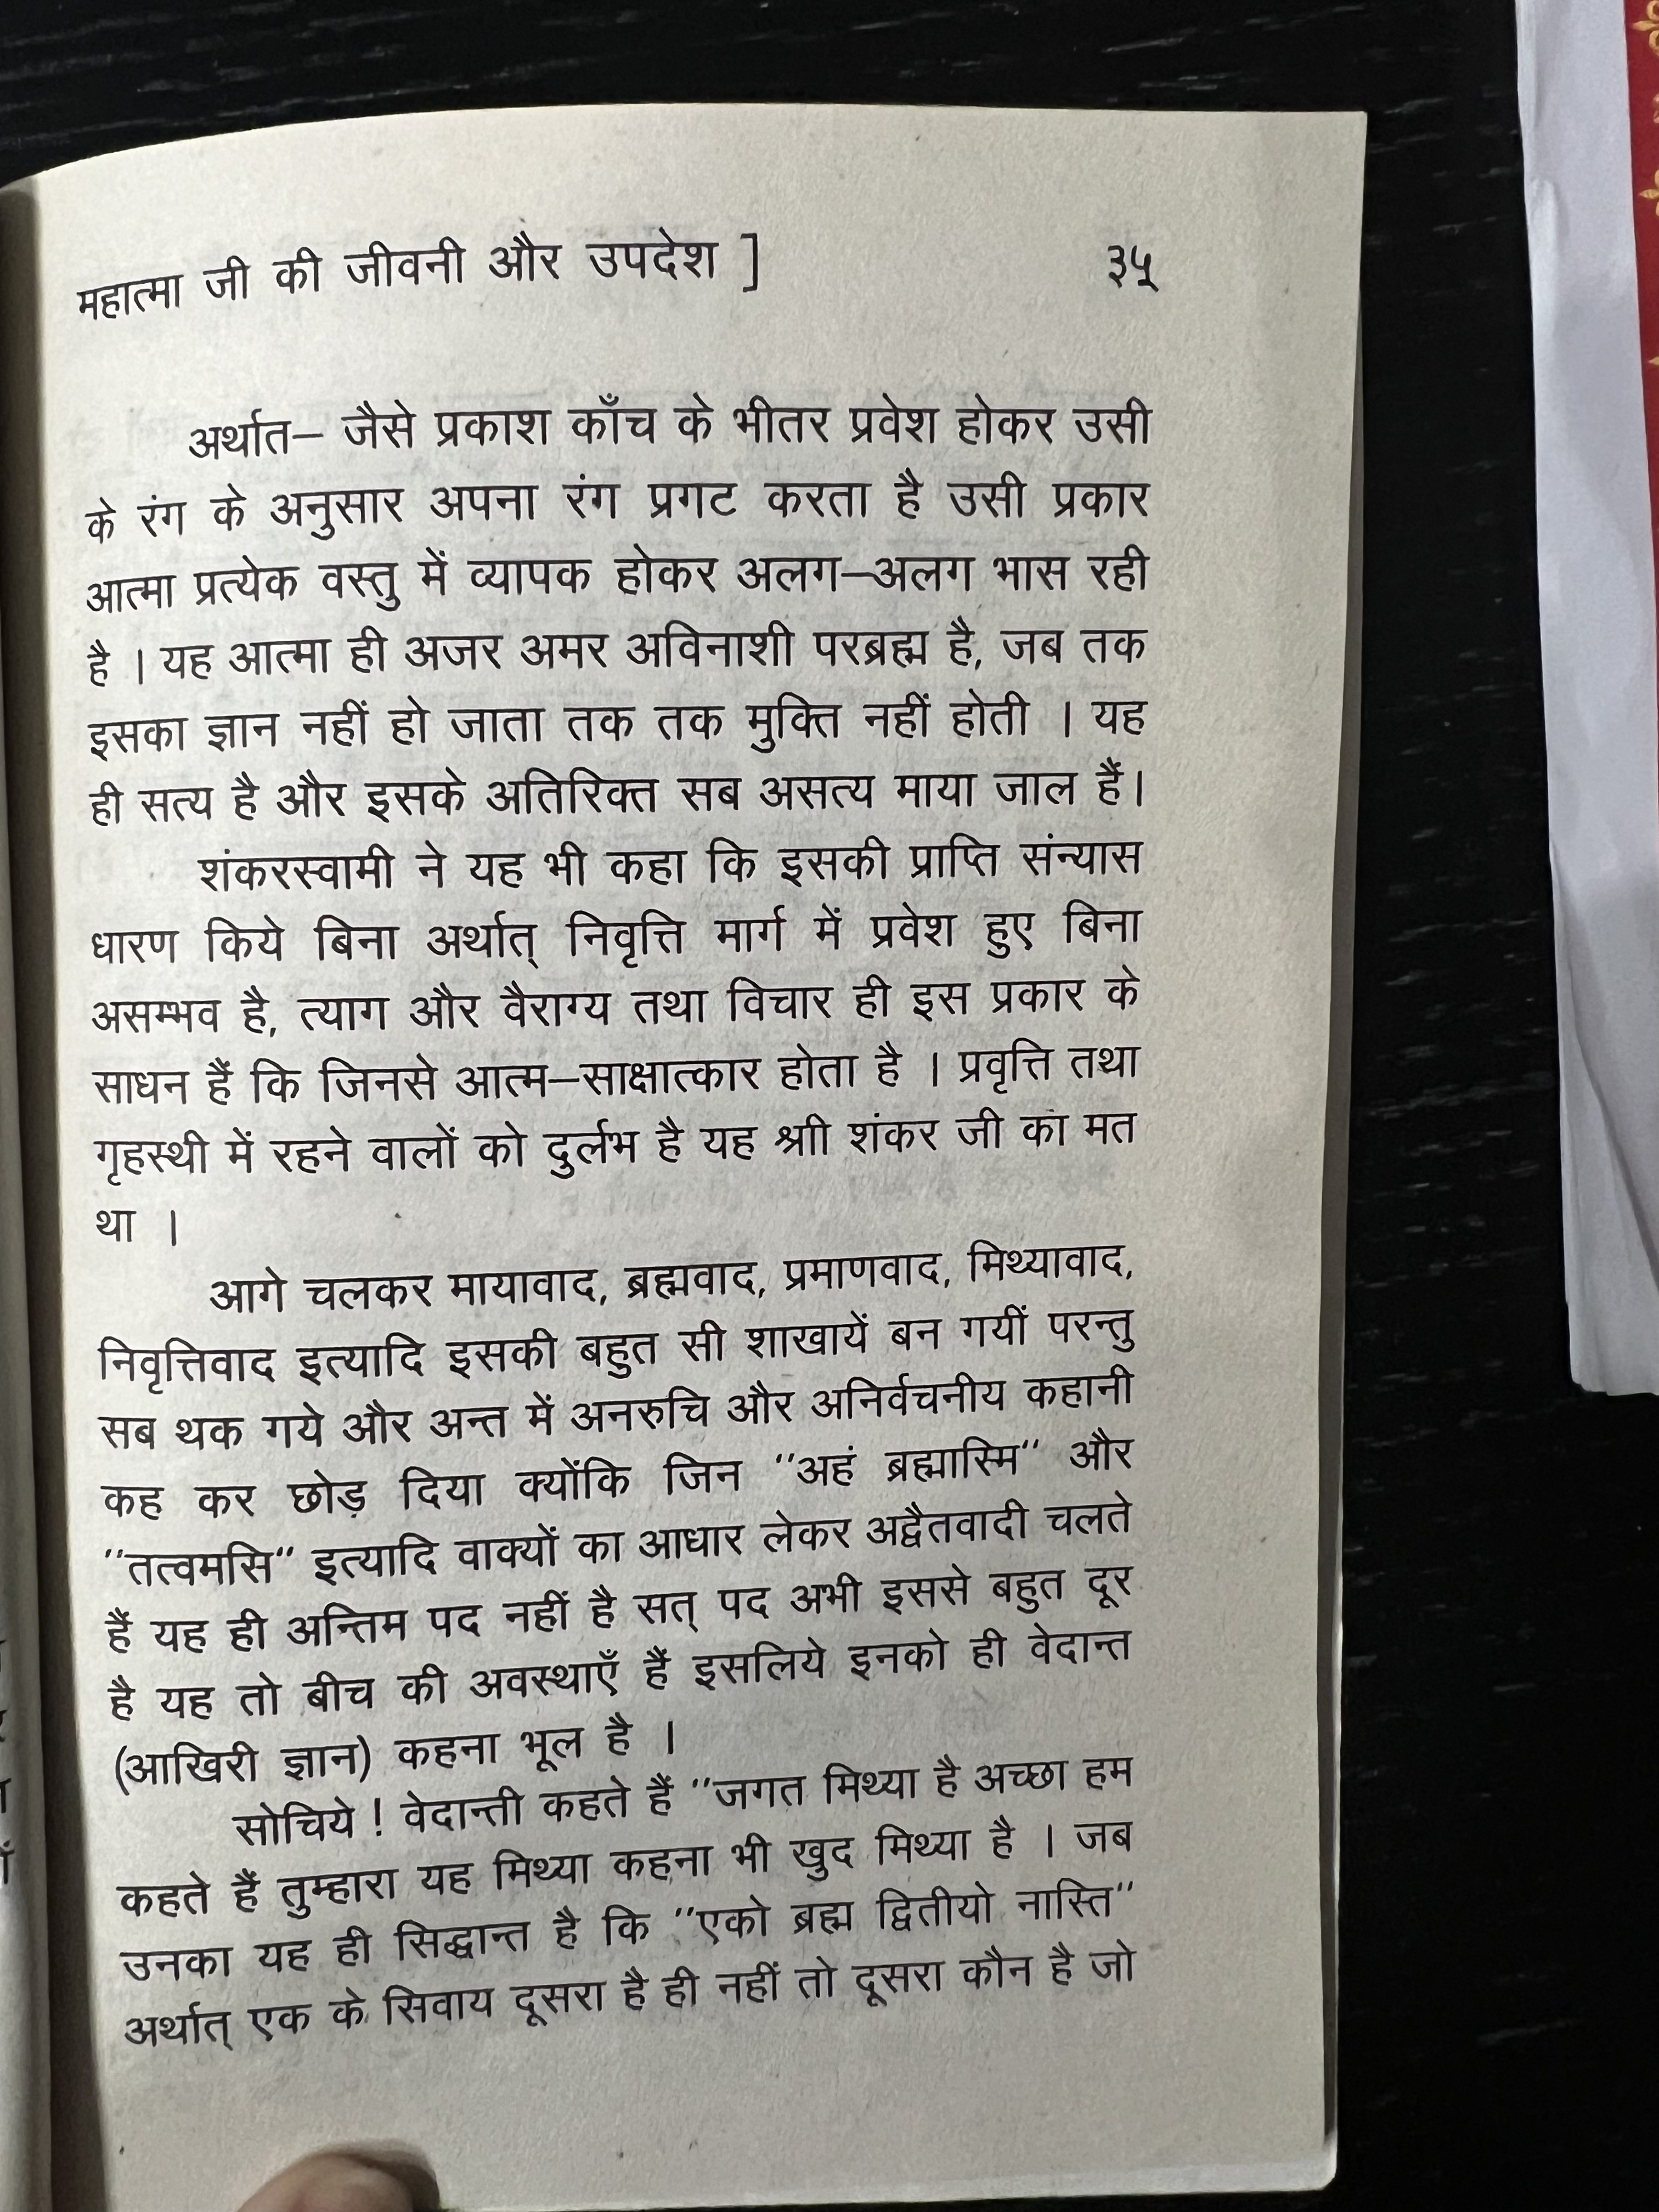 महात्मा जी की जीवनी और उपदेश ] ३५
अर्थात– जैसे प्रकाश काँच के भीतर प्रवेश होकर उसी
के रंग के अनुसार अपना रंग प्रगट करता है उसी प्रकार
आत्मा प्रत्येक वस्तु में व्यापक होकर अलग–अलग भास रही
है । यह आत्मा ही अजर अमर अविनाशी परब्रह्म है, जब तक
इसका ज्ञान नहीं हो जाता तक तक मुक्ति नहीं होती । यह
ही सत्य है और इसके अतिरिक्त सब असत्य माया जाल हैं।
शंकरस्वामी ने यह भी कहा कि इसकी प्राप्ति संन्यास
धारण किये बिना अर्थात् निवृत्ति मार्ग में प्रवेश हुए बिना
असम्भव है, त्याग और वैराग्य तथा विचार ही इस प्रकार के
साधन हैं कि जिनसे आत्म–साक्षात्कार होता है । प्रवृत्ति तथा
गृहस्थी में रहने वालों को दुर्लभ है यह श्राी शंकर जी का मत
था ।
आगे चलकर मायावाद, ब्रह्मवाद, प्रमाणवाद, मिथ्यावाद,
निवृत्तिवाद इत्यादि इसकी बहुत सी शाखायें बन गयीं परन्तु
सब थक गये और अन्त में अनरुचि और अनिर्वचनीय कहानी
कह कर छोड़ दिया क्योंकि जिन ''अहं ब्रह्मास्मि'' और
''तत्वमसि'' इत्यादि वाक्यों का आधार लेकर अद्वैतवादी चलते
हैं यह ही अन्तिम पद नहीं है सत् पद अभी इससे बहुत दूर
है यह तो बीच की अवस्थाएँ हैं इसलिये इनको ही वेदान्त
(आखिरी ज्ञान) कहना भूल है ।
सोचिये ! वेदान्ती कहते हैं ''जगत मिथ्या है अच्छा हम
कहते हैं तुम्हारा यह मिथ्या कहना भी खुद मिथ्या है । जब
उनका यह ही सिद्धान्त है कि ''एको ब्रह्म द्वितीयो नास्ति''
अर्थात् एक के सिवाय दूसरा है ही नहीं तो दूसरा कौन है जो